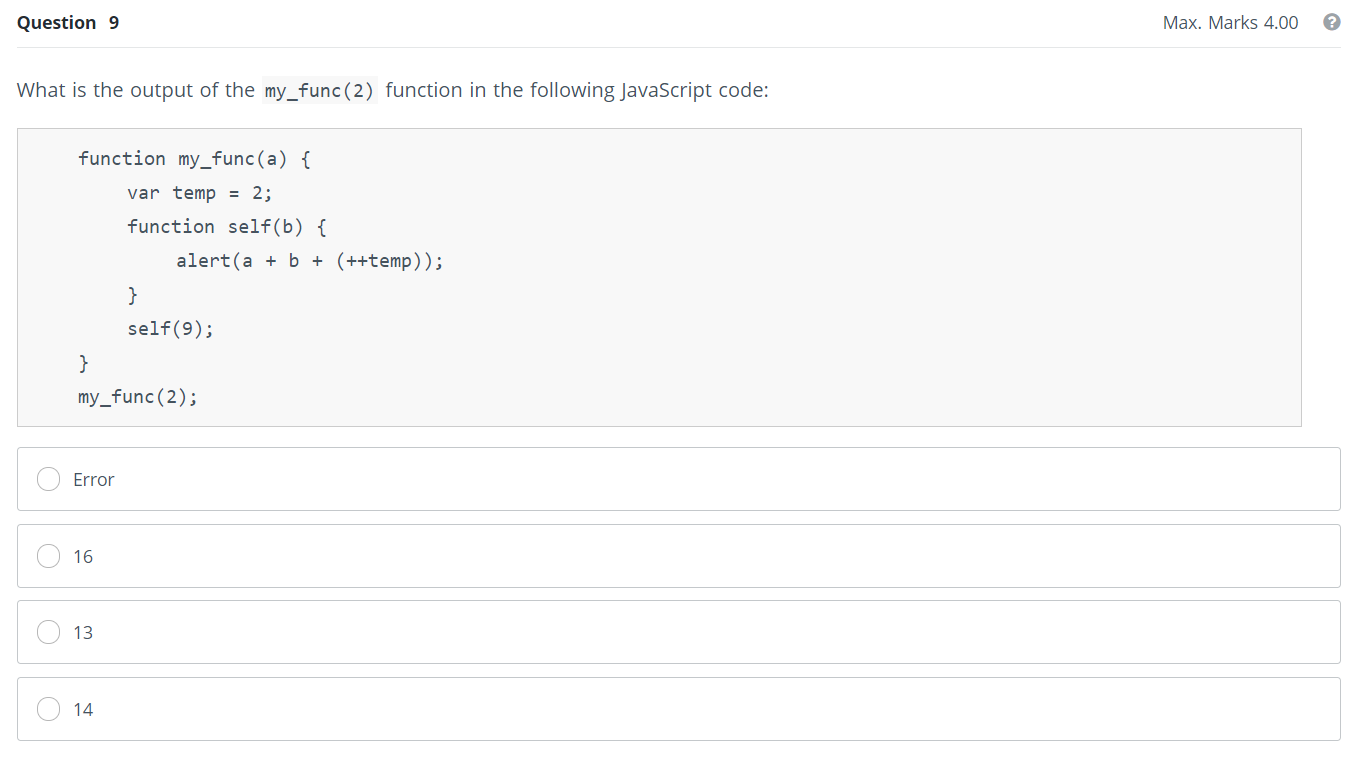 Question 9
Max. Marks 4.00
?
What is the output of the my_func(2) function in the following JavaScript code:
function my_func(a) {
var temp = 2;
function self(b) {
alert(a + b + (++temp));
}
self(9);
}
my_func(2);
Error
16
13
14